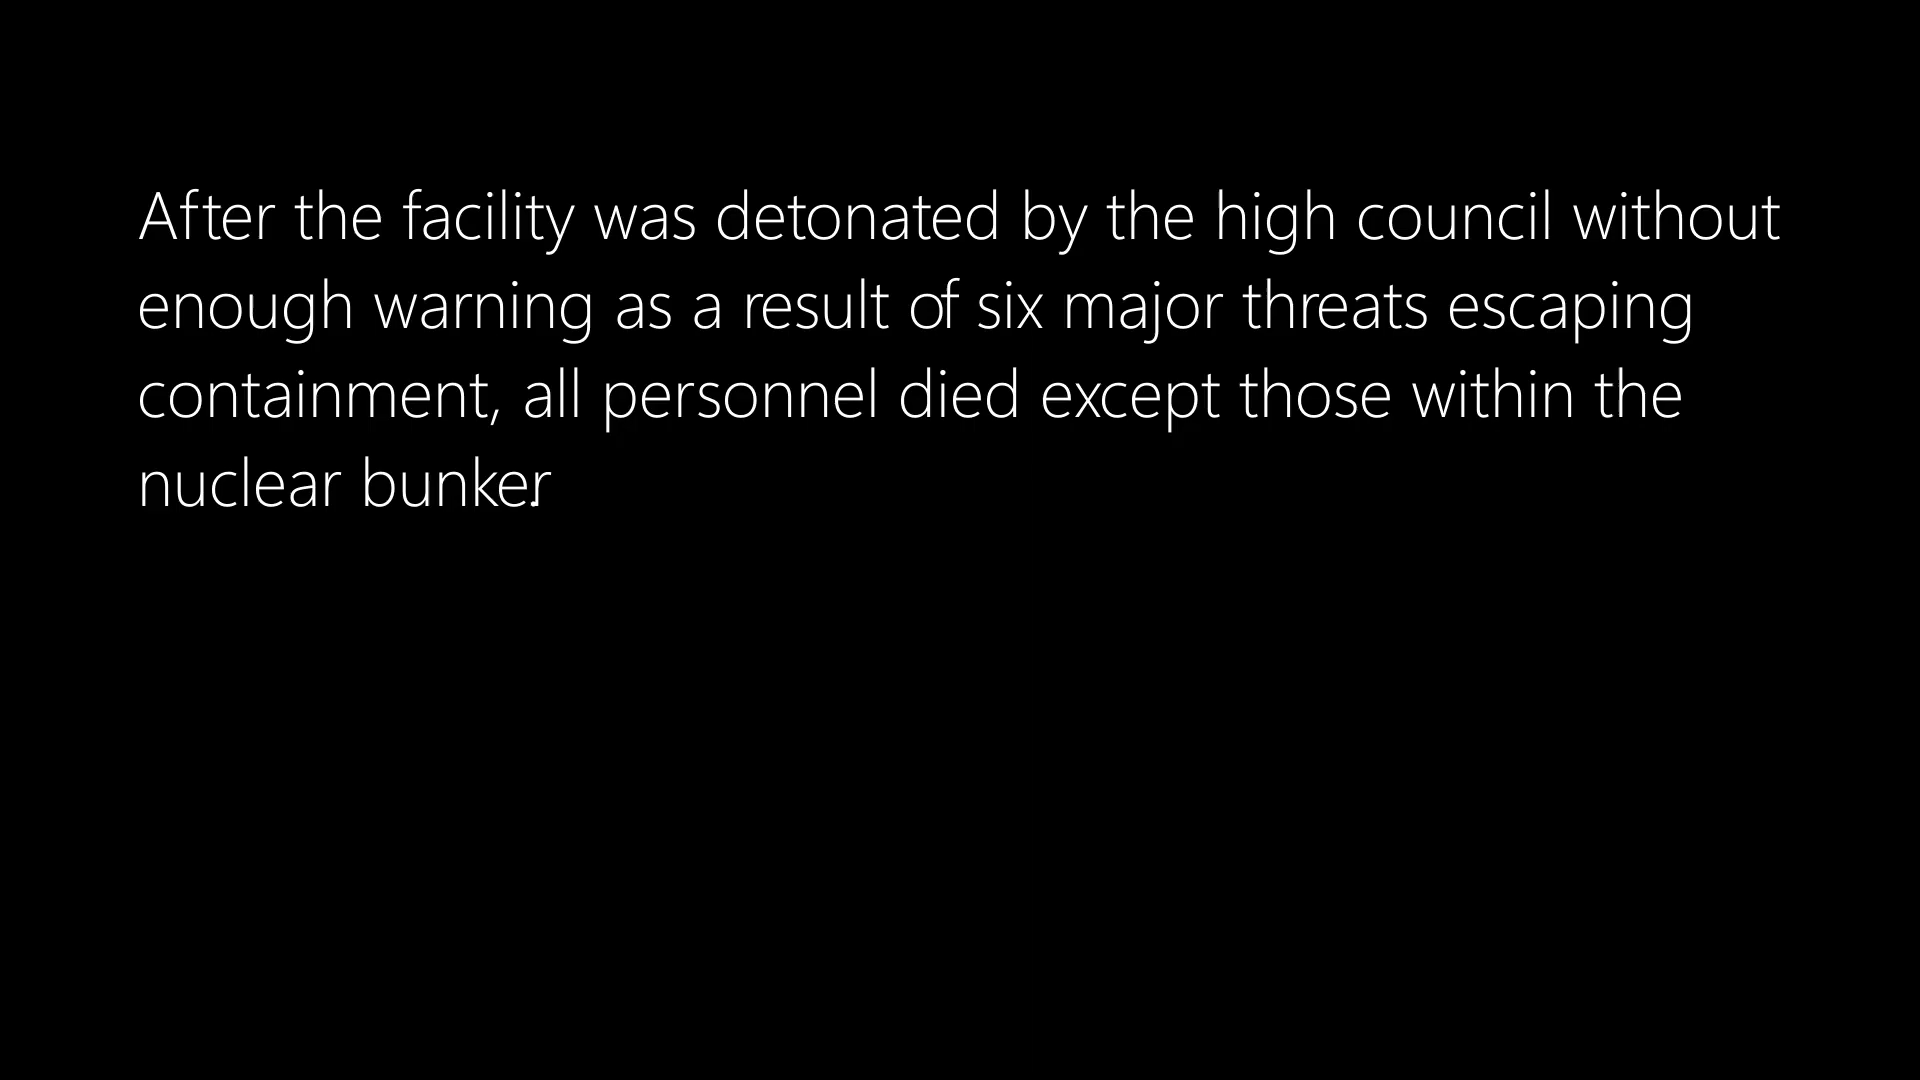 After the facility was detonated by the high council without
enough warning as a result of six major threats escaping
containment, all personnel died except those within the
nuclear bunker.